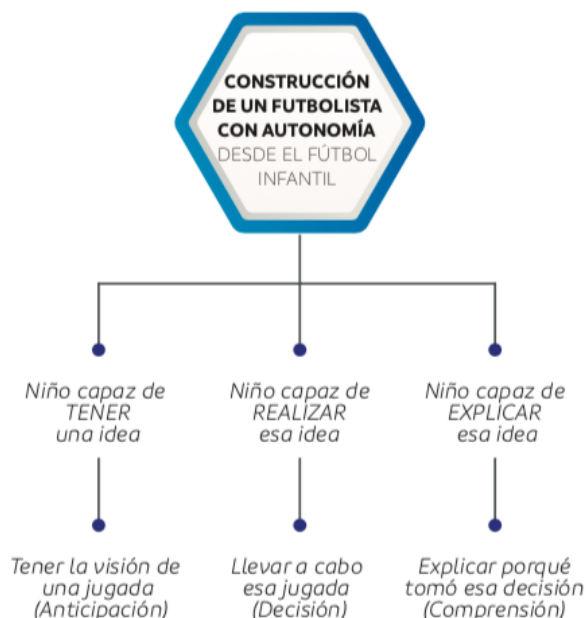 CONSTRUCCIÓN
DE UN FUTBOLISTA
CON AUTONOMÍA
DESDE EL FÚTBOL
INFANTIL
Niño capaz de
TENER
una idea
Niño capaz de
REALIZAR
esa idea
Niño capaz de
EXPLICAR
esa idea
Tener la visión de
una jugada
(Anticipación)
Llevar a cabo
esa jugada
(Decisión)
Explicar porqué
tomó esa decisión
(Comprensión)